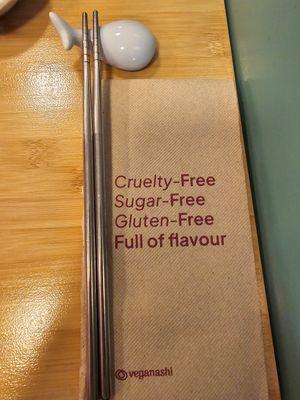 Cruelty-Free
Sugar-Free
Gluten-Free
Full of flavour
veganashi